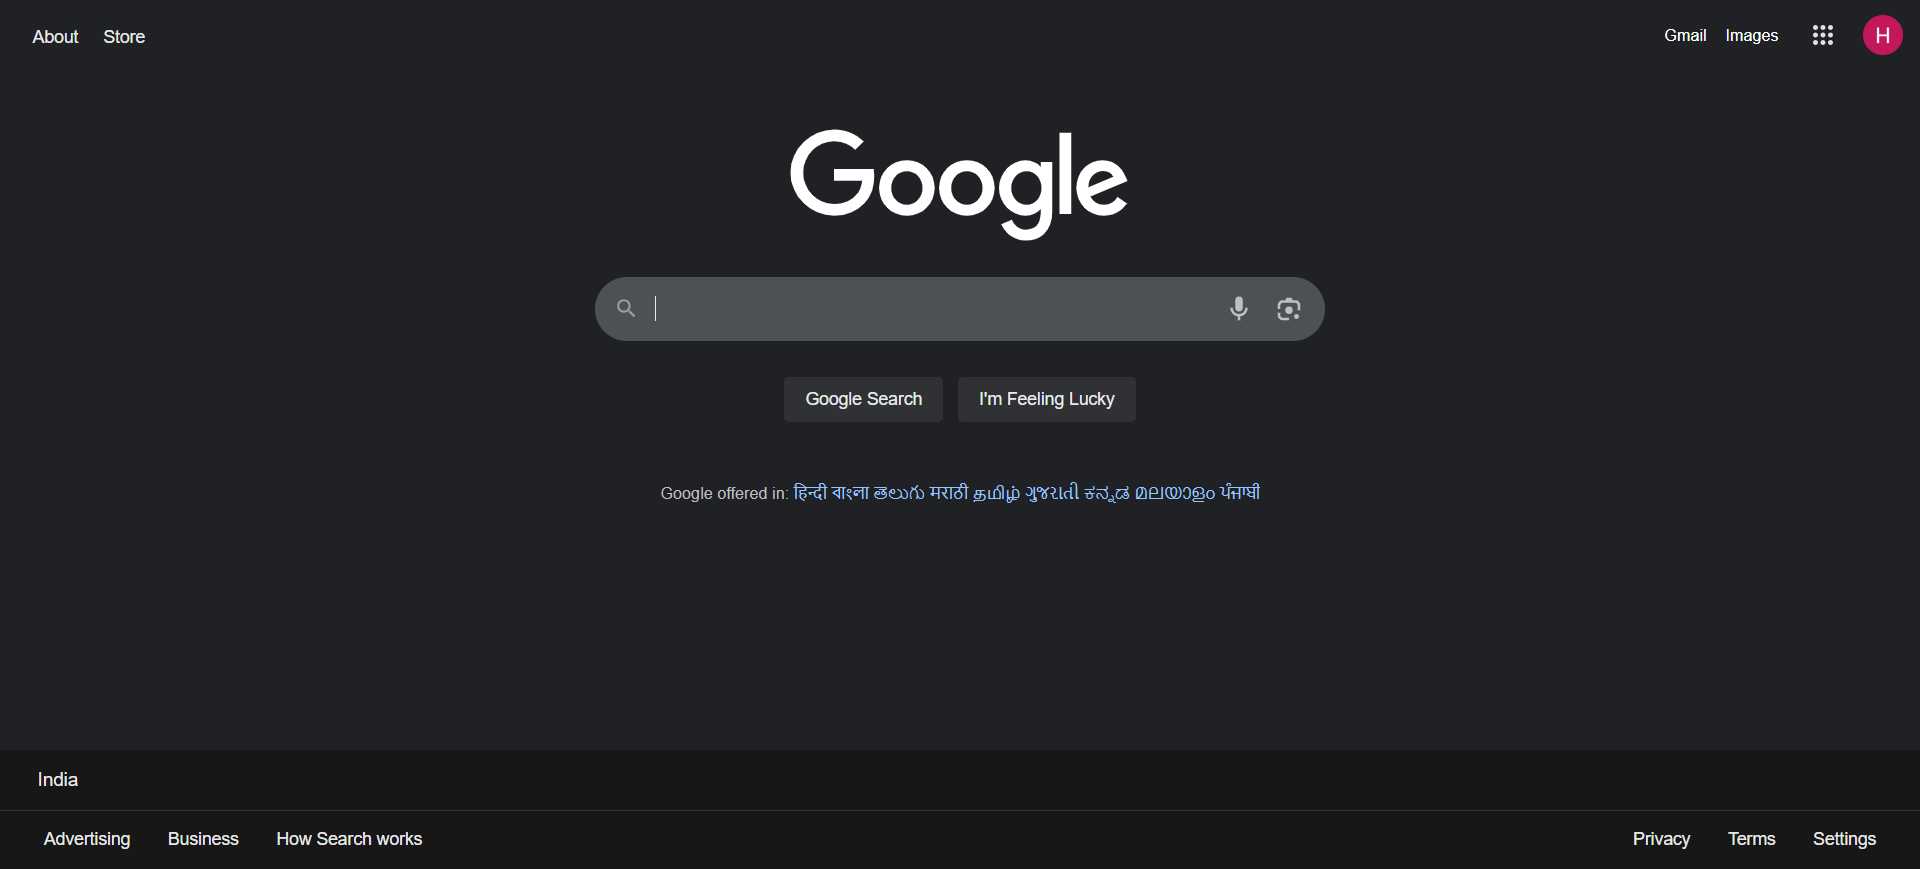 About Store Gmail Images H
Google
Google Search I'm Feeling Lucky
Google offered in: हिन्दी বাংলা తెలుగు मराठी தமிழ் ગુજરાતી ಕನ್ನಡ മലയാളം ਪੰਜਾਬੀ
India
Advertising Business How Search works Privacy Terms Settings